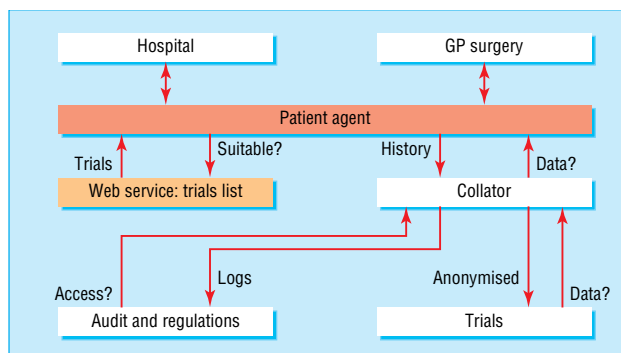 Hospital
GP surgery
Patient agent
Trials
Suitable?
History
Data?
Web service: trials list
Collator
Access?
Logs
Anonymised
Data?
Audit and regulations
Trials